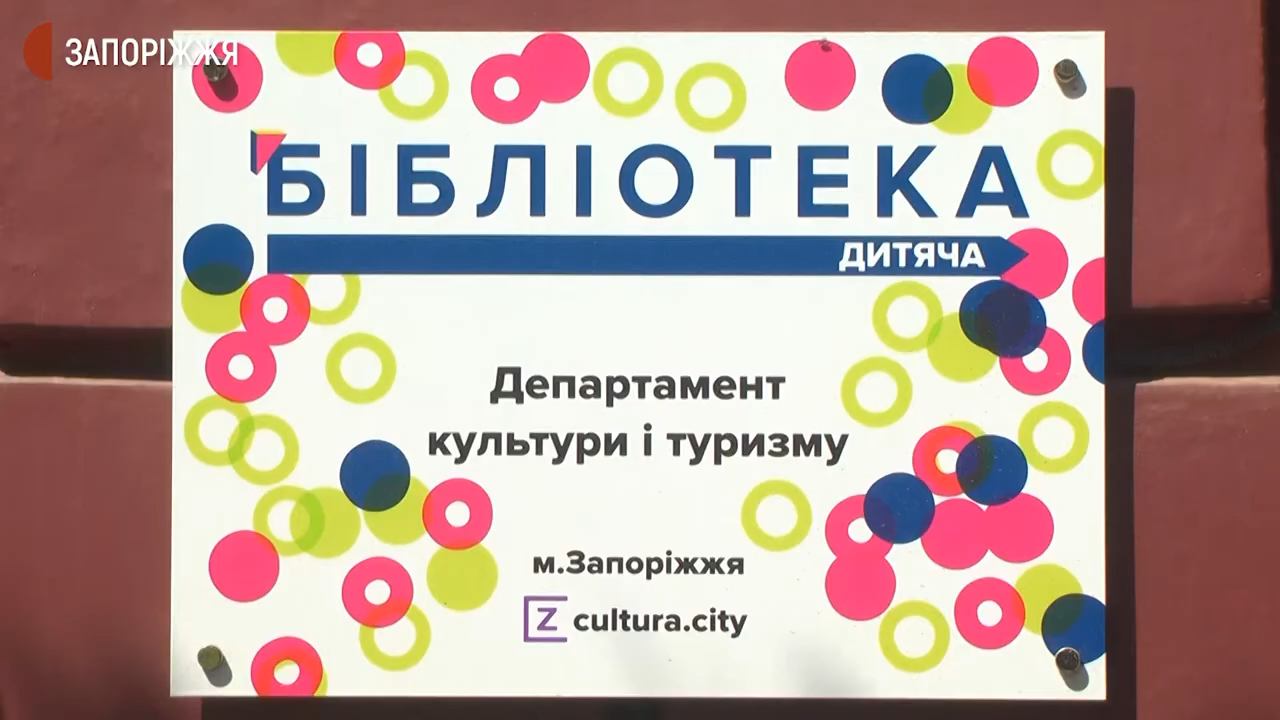 ЗАПОРІЖЖЯ
БІБЛІОТЕКА
ДИТЯЧА
Департамент
культури і туризму
м.Запоріжжя
Z cultura.city